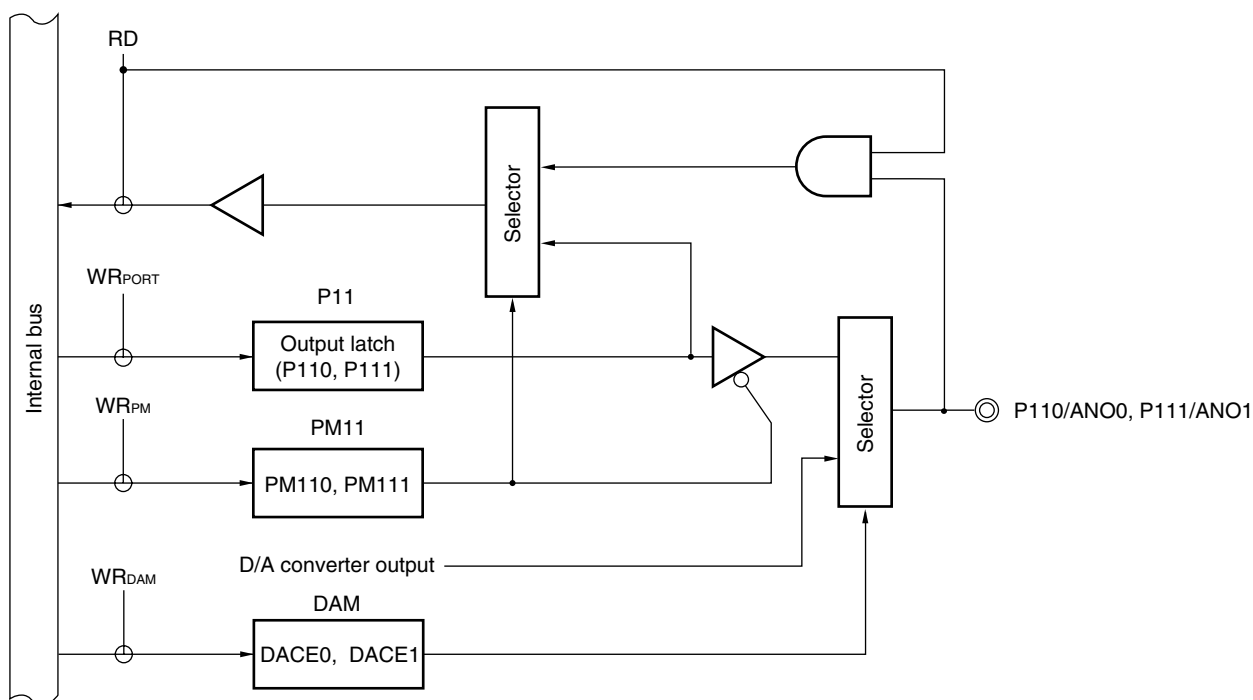 RD
Selector
Internal bus
WRPORT
P11
Output latch
(P110, P111)
WRPM
PM11
PM110, PM111
Selector
P110/ANO0, P111/ANO1
D/A converter output
WRDAM
DAM
DACE0, DACE1